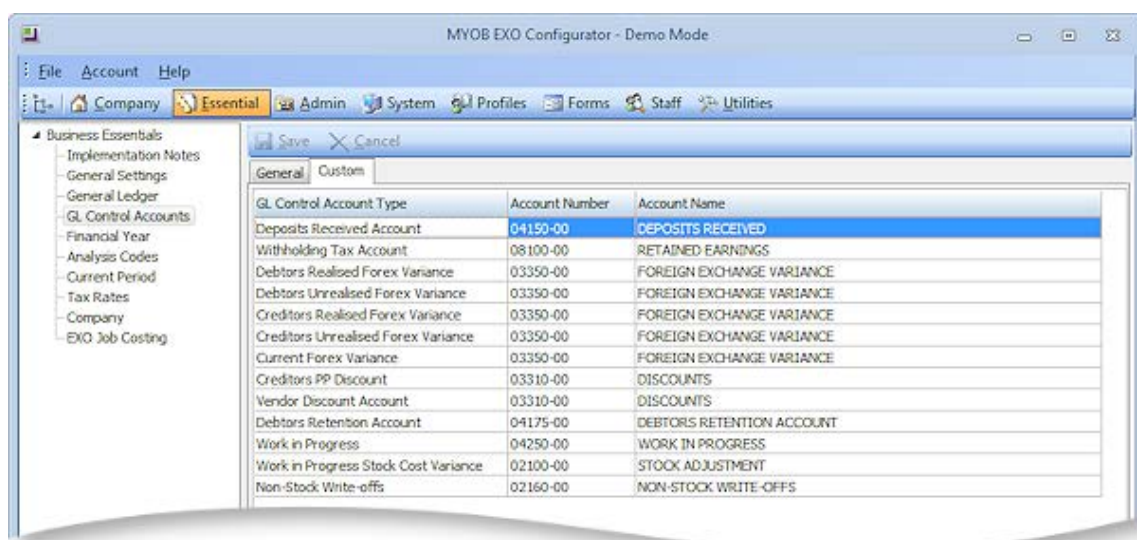 MYOB EXO Configurator - Demo Mode
File Account Help
Company Essential Admin System Profiles Forms Staff Utilities
Business Essentials
Implementation Notes
General Settings
General Ledger
GL Control Accounts
Financial Year
Analysis Codes
Current Period
Tax Rates
Company
EXO Job Costing
Save Cancel
General Custom
GL Control Account Type Account Number Account Name
Deposits Received Account 04150-00 DEPOSITS RECEIVED
Withholding Tax Account 08100-00 RETAINED EARNINGS
Debtors Realised Forex Variance 03350-00 FOREIGN EXCHANGE VARIANCE
Debtors Unrealised Forex Variance 03350-00 FOREIGN EXCHANGE VARIANCE
Creditors Realised Forex Variance 03350-00 FOREIGN EXCHANGE VARIANCE
Creditors Unrealised Forex Variance 03350-00 FOREIGN EXCHANGE VARIANCE
Current Forex Variance 03350-00 FOREIGN EXCHANGE VARIANCE
Creditors PP Discount 03310-00 DISCOUNTS
Vendor Discount Account 03310-00 DISCOUNTS
Debtors Retention Account 04175-00 DEBTORS RETENTION ACCOUNT
Work in Progress 04250-00 WORK IN PROGRESS
Work in Progress Stock Cost Variance 02100-00 STOCK ADJUSTMENT
Non-Stock Write-offs 02160-00 NON-STOCK WRITE-OFFS